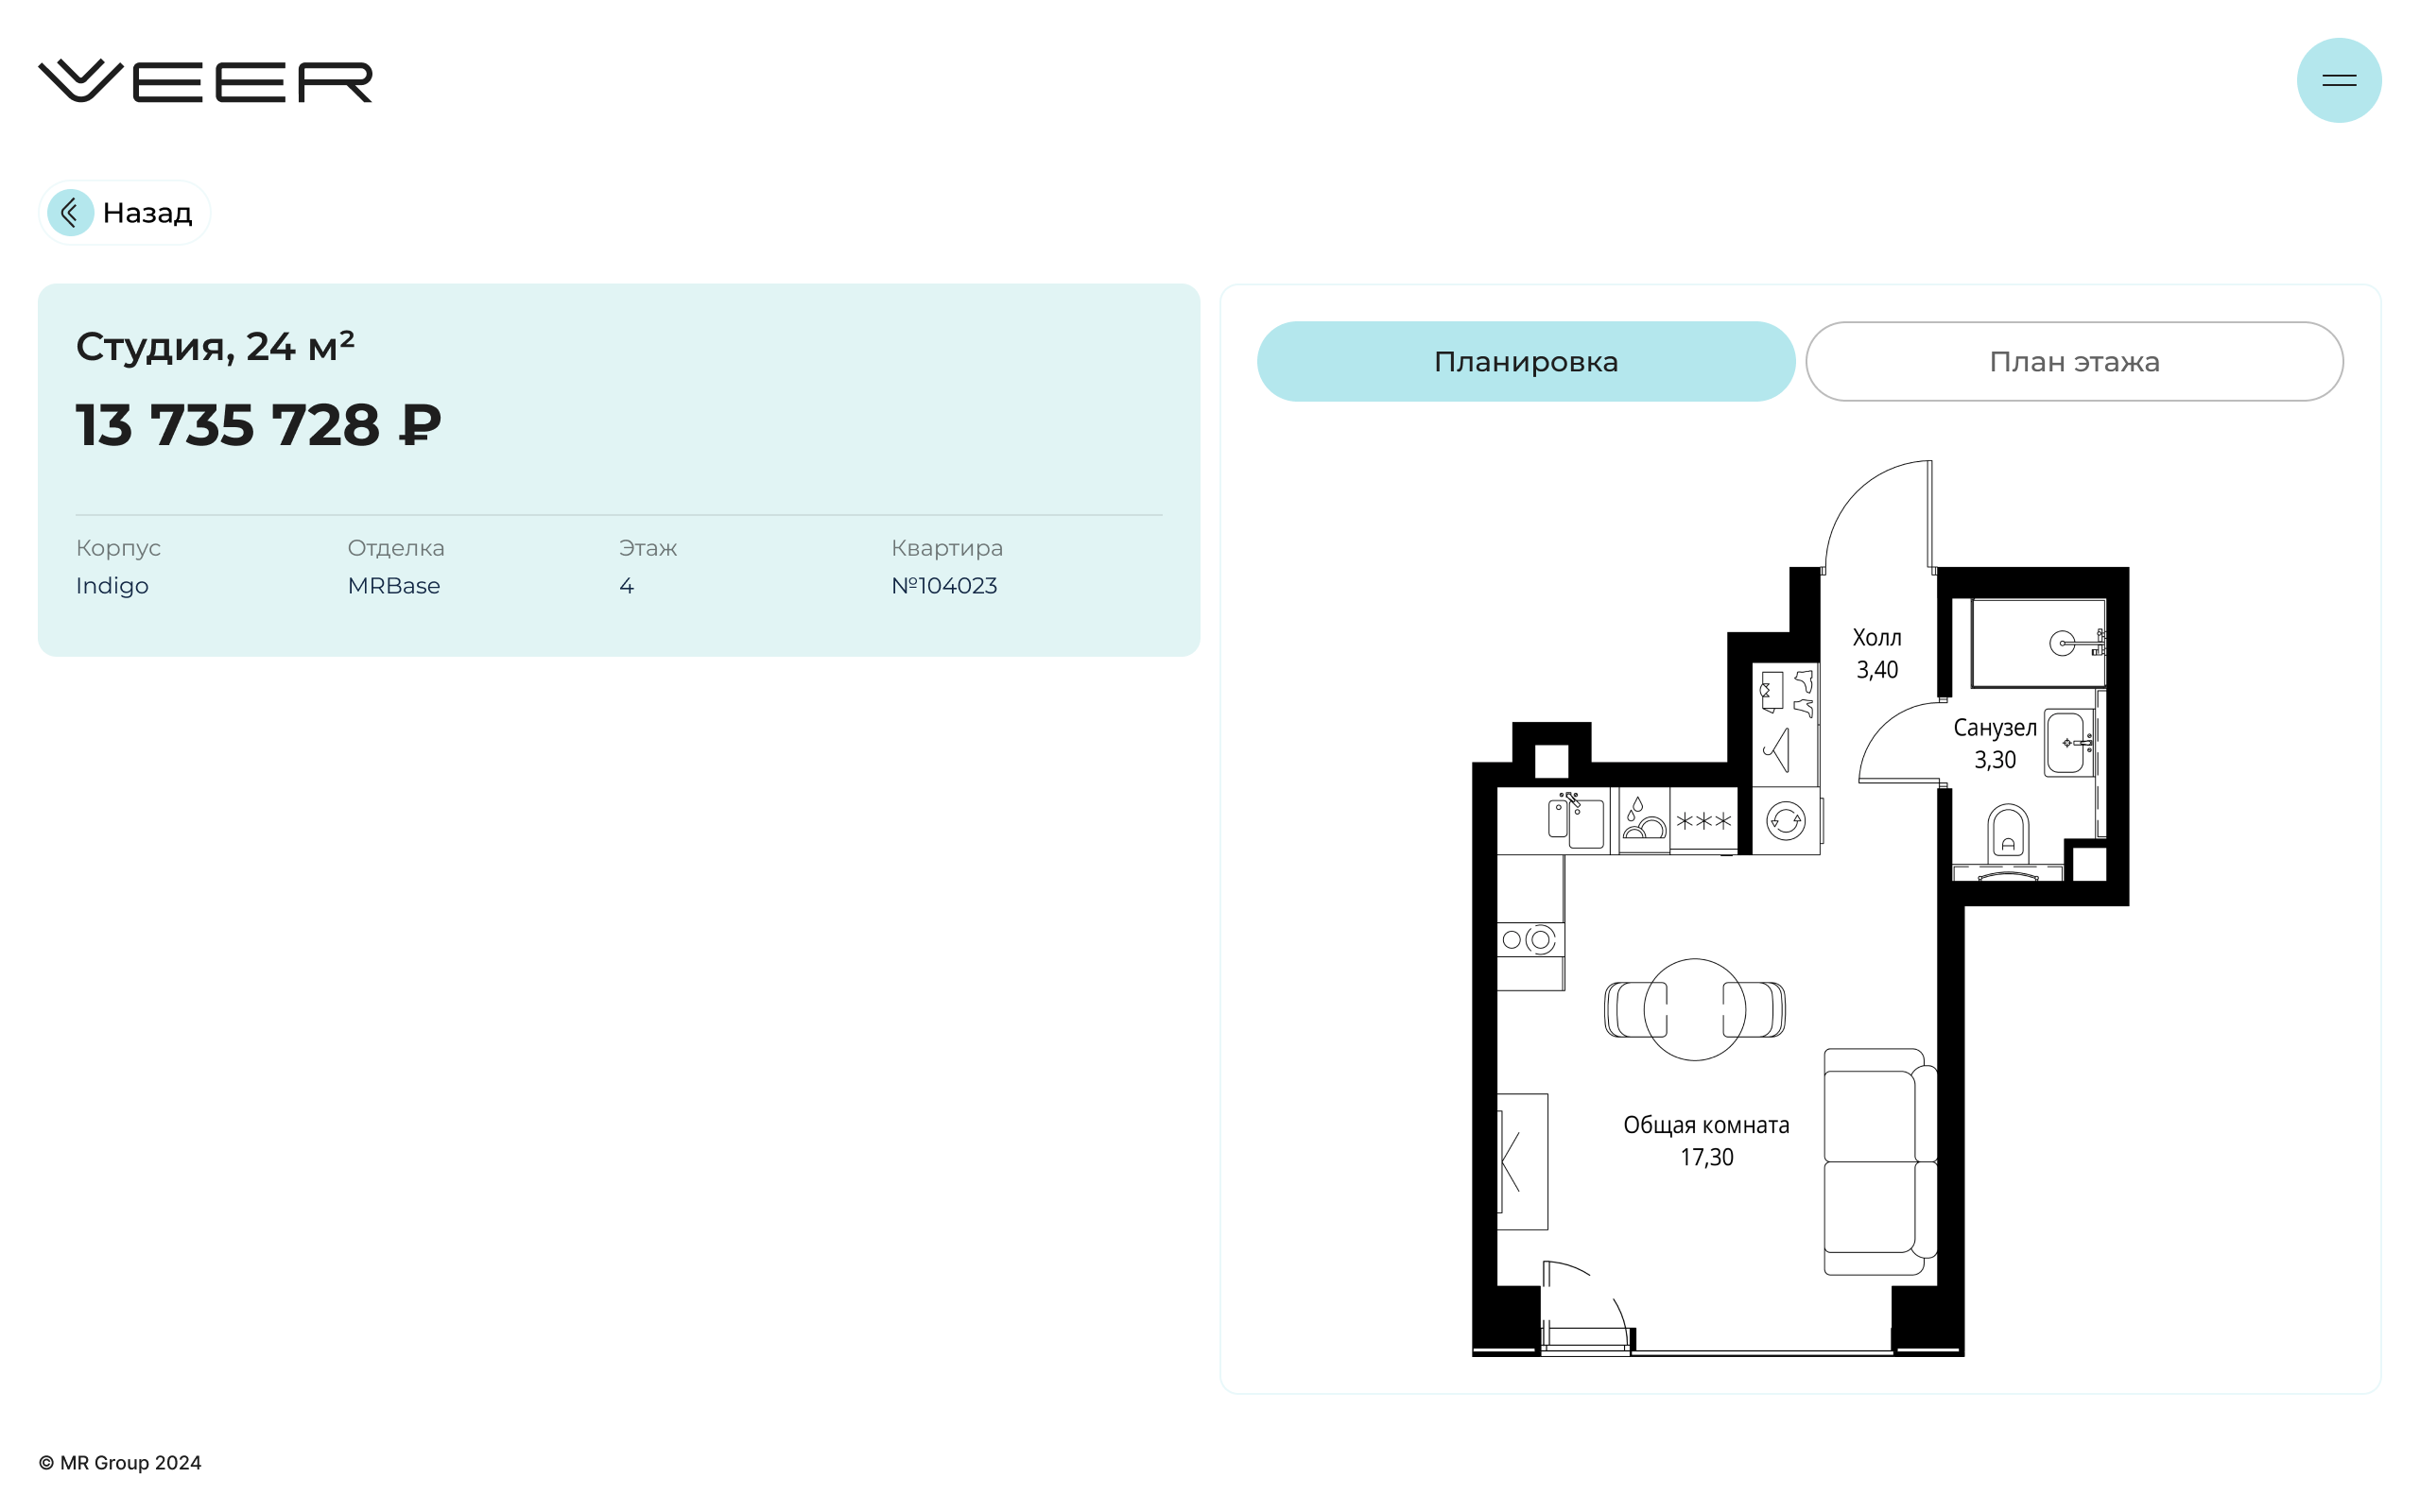 VEER
Назад
Студия, 24 м²
13 735 728 ₽
Корпус
Indigo
Отделка
MRBase
Этаж
4
Квартира
№104023
Планировка
План этажа
Холл
3,40
Санузел
3,30
Общая комната
17,30
© MR Group 2024